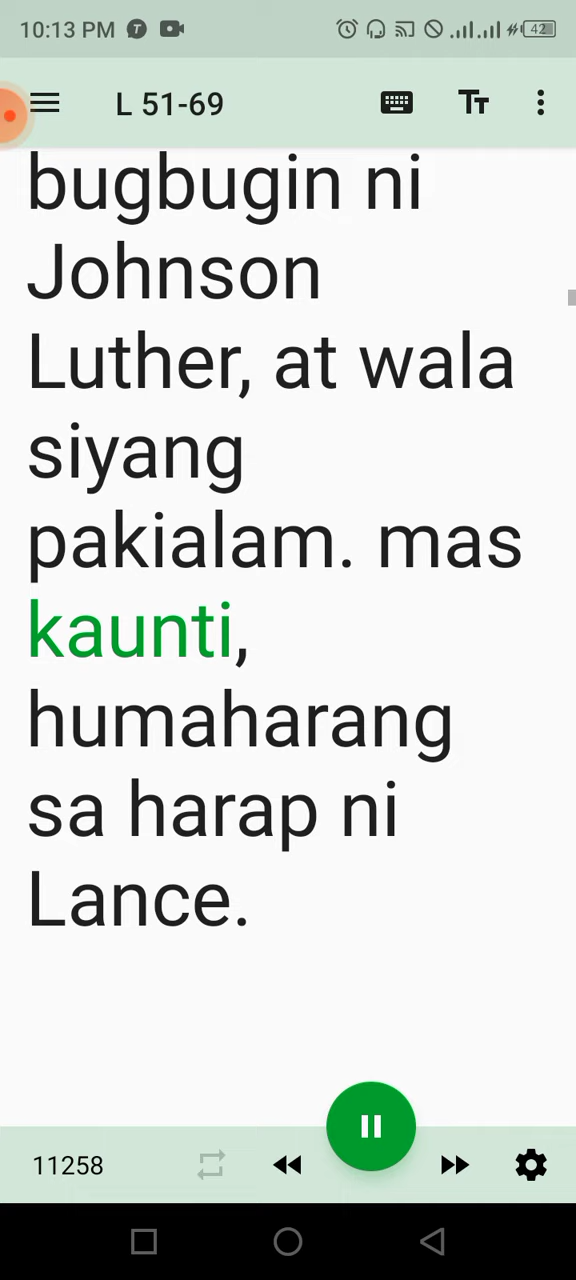 10:13 PM
42
L 51-69
bugbugin ni
Johnson
Luther, at wala
siyang
pakialam. mas
kaunti,
humaharang
sa harap ni
Lance.
11258